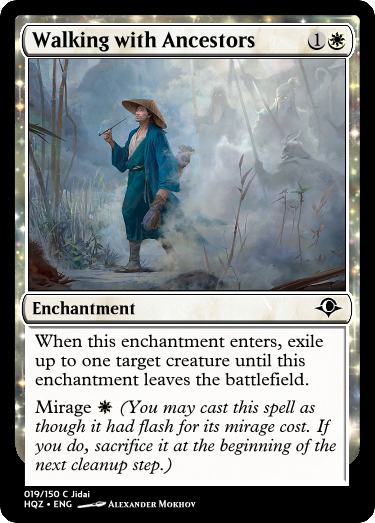 Walking with Ancestors 1
Enchantment
When this enchantment enters, exile
up to one target creature until this
enchantment leaves the battlefield.
Mirage (You may cast this spell as
though it had flash for its mirage cost. If
you do, sacrifice it at the beginning of the
next cleanup step.)
019/150 C Jidai
HQZ • ENG Alexander Mokhov